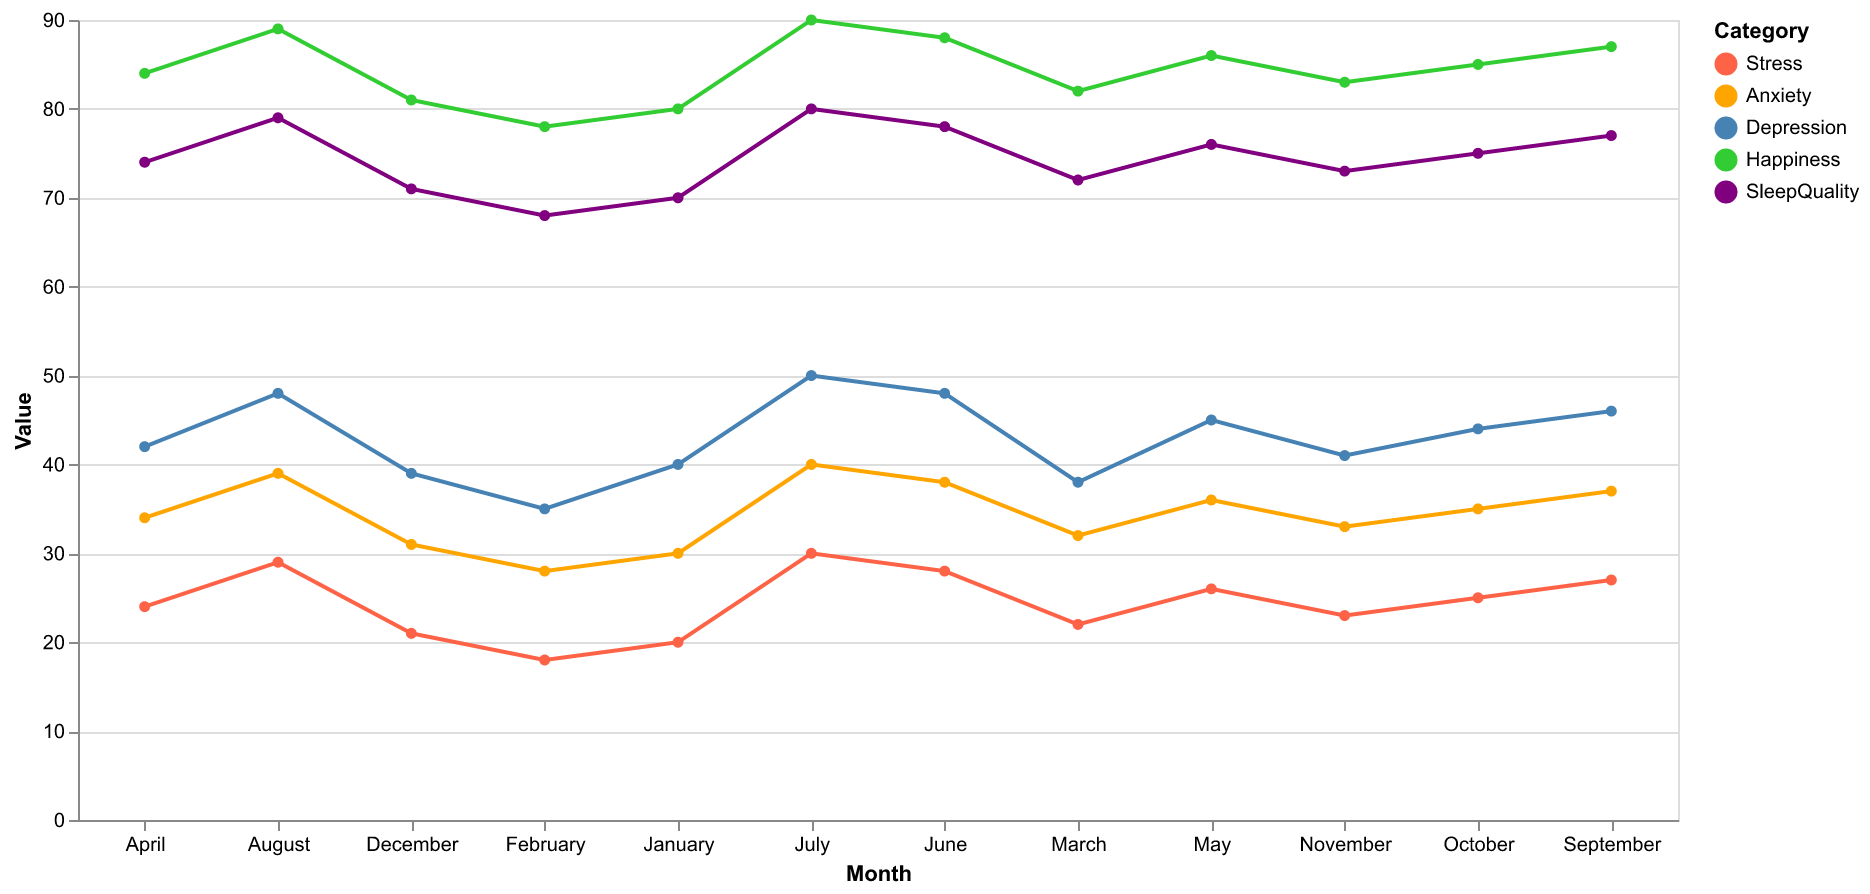 90
80
70
60
50
40
30
20
10
0
Value
April August December February January July June March May November October September
Month
Category
Stress
Anxiety
Depression
Happiness
SleepQuality